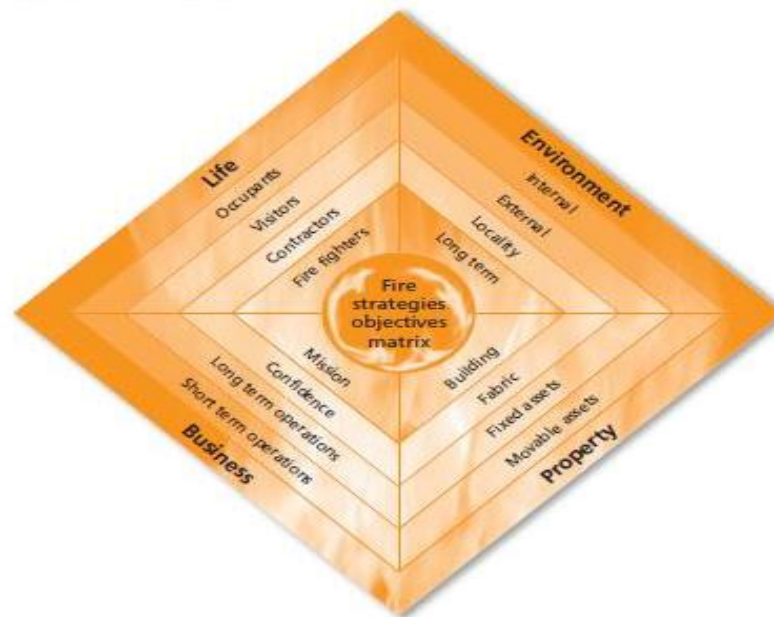 Life
Occupants
Visitors
Contractors
Fire fighters
Environment
Internal
External
Locality
Long term
Fire
strategies
objectives
matrix
Mission
Confidence
Long term operations
Short term operations
Business
Building
Fabric
Fixed assets
Movable assets
Property